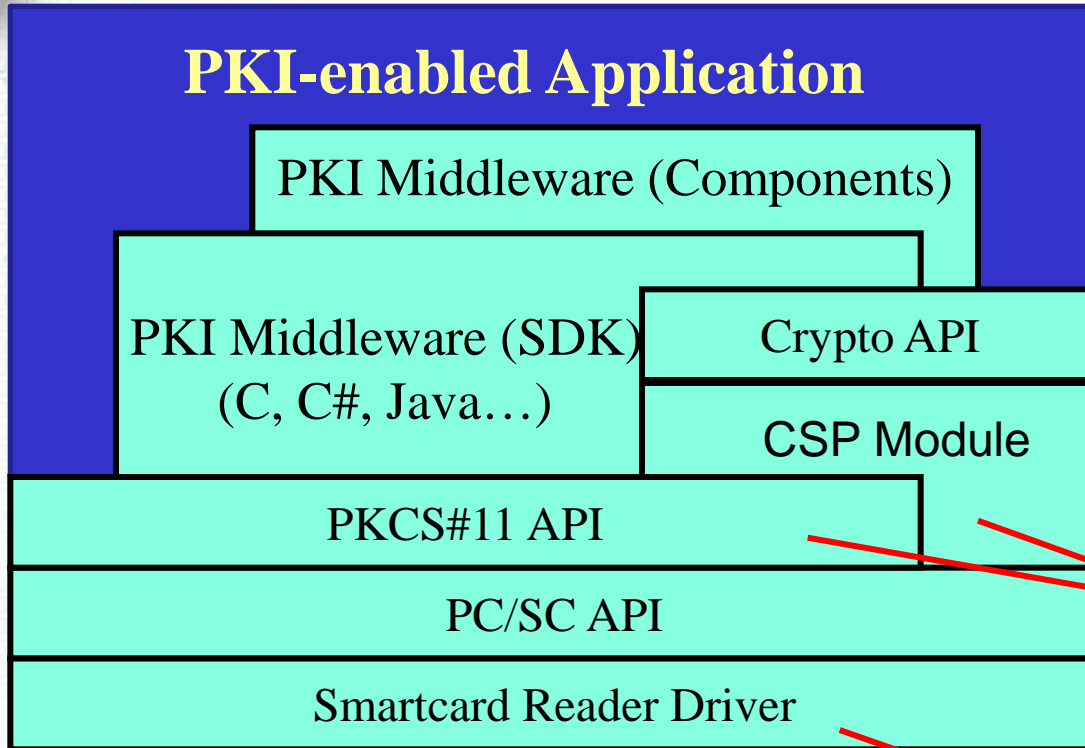 PKI-enabled Application
PKI Middleware (Components)
PKI Middleware (SDK)
(C, C#, Java…)
Crypto API
CSP Module
PKCS#11 API
PC/SC API
Smartcard Reader Driver